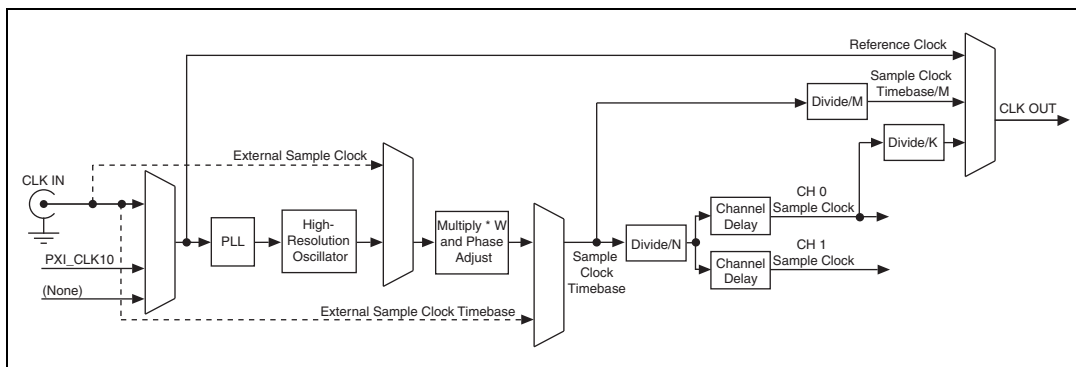 Reference Clock
Sample Clock
Timebase/M
Divide/M
CLK OUT
Divide/K
External Sample Clock
CLK IN
PLL
High-
Resolution
Oscillator
Multiply * W
and Phase
Adjust
Sample
Clock
Timebase
Divide/N
Channel
Delay
CH 0
Sample Clock
Channel
Delay
CH 1
Sample Clock
PXI_CLK10
(None)
External Sample Clock Timebase